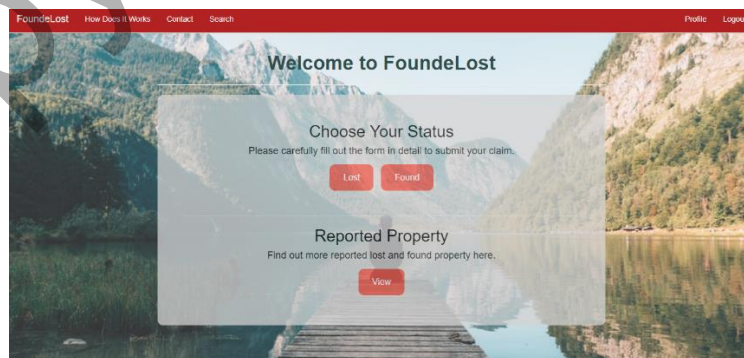 FoundeLost How Does It Works Contact Search Profile Logout
Welcome to FoundeLost
Choose Your Status
Please carefully fill out the form in detail to submit your claim.
Lost Found
Reported Property
Find out more reported lost and found property here.
View